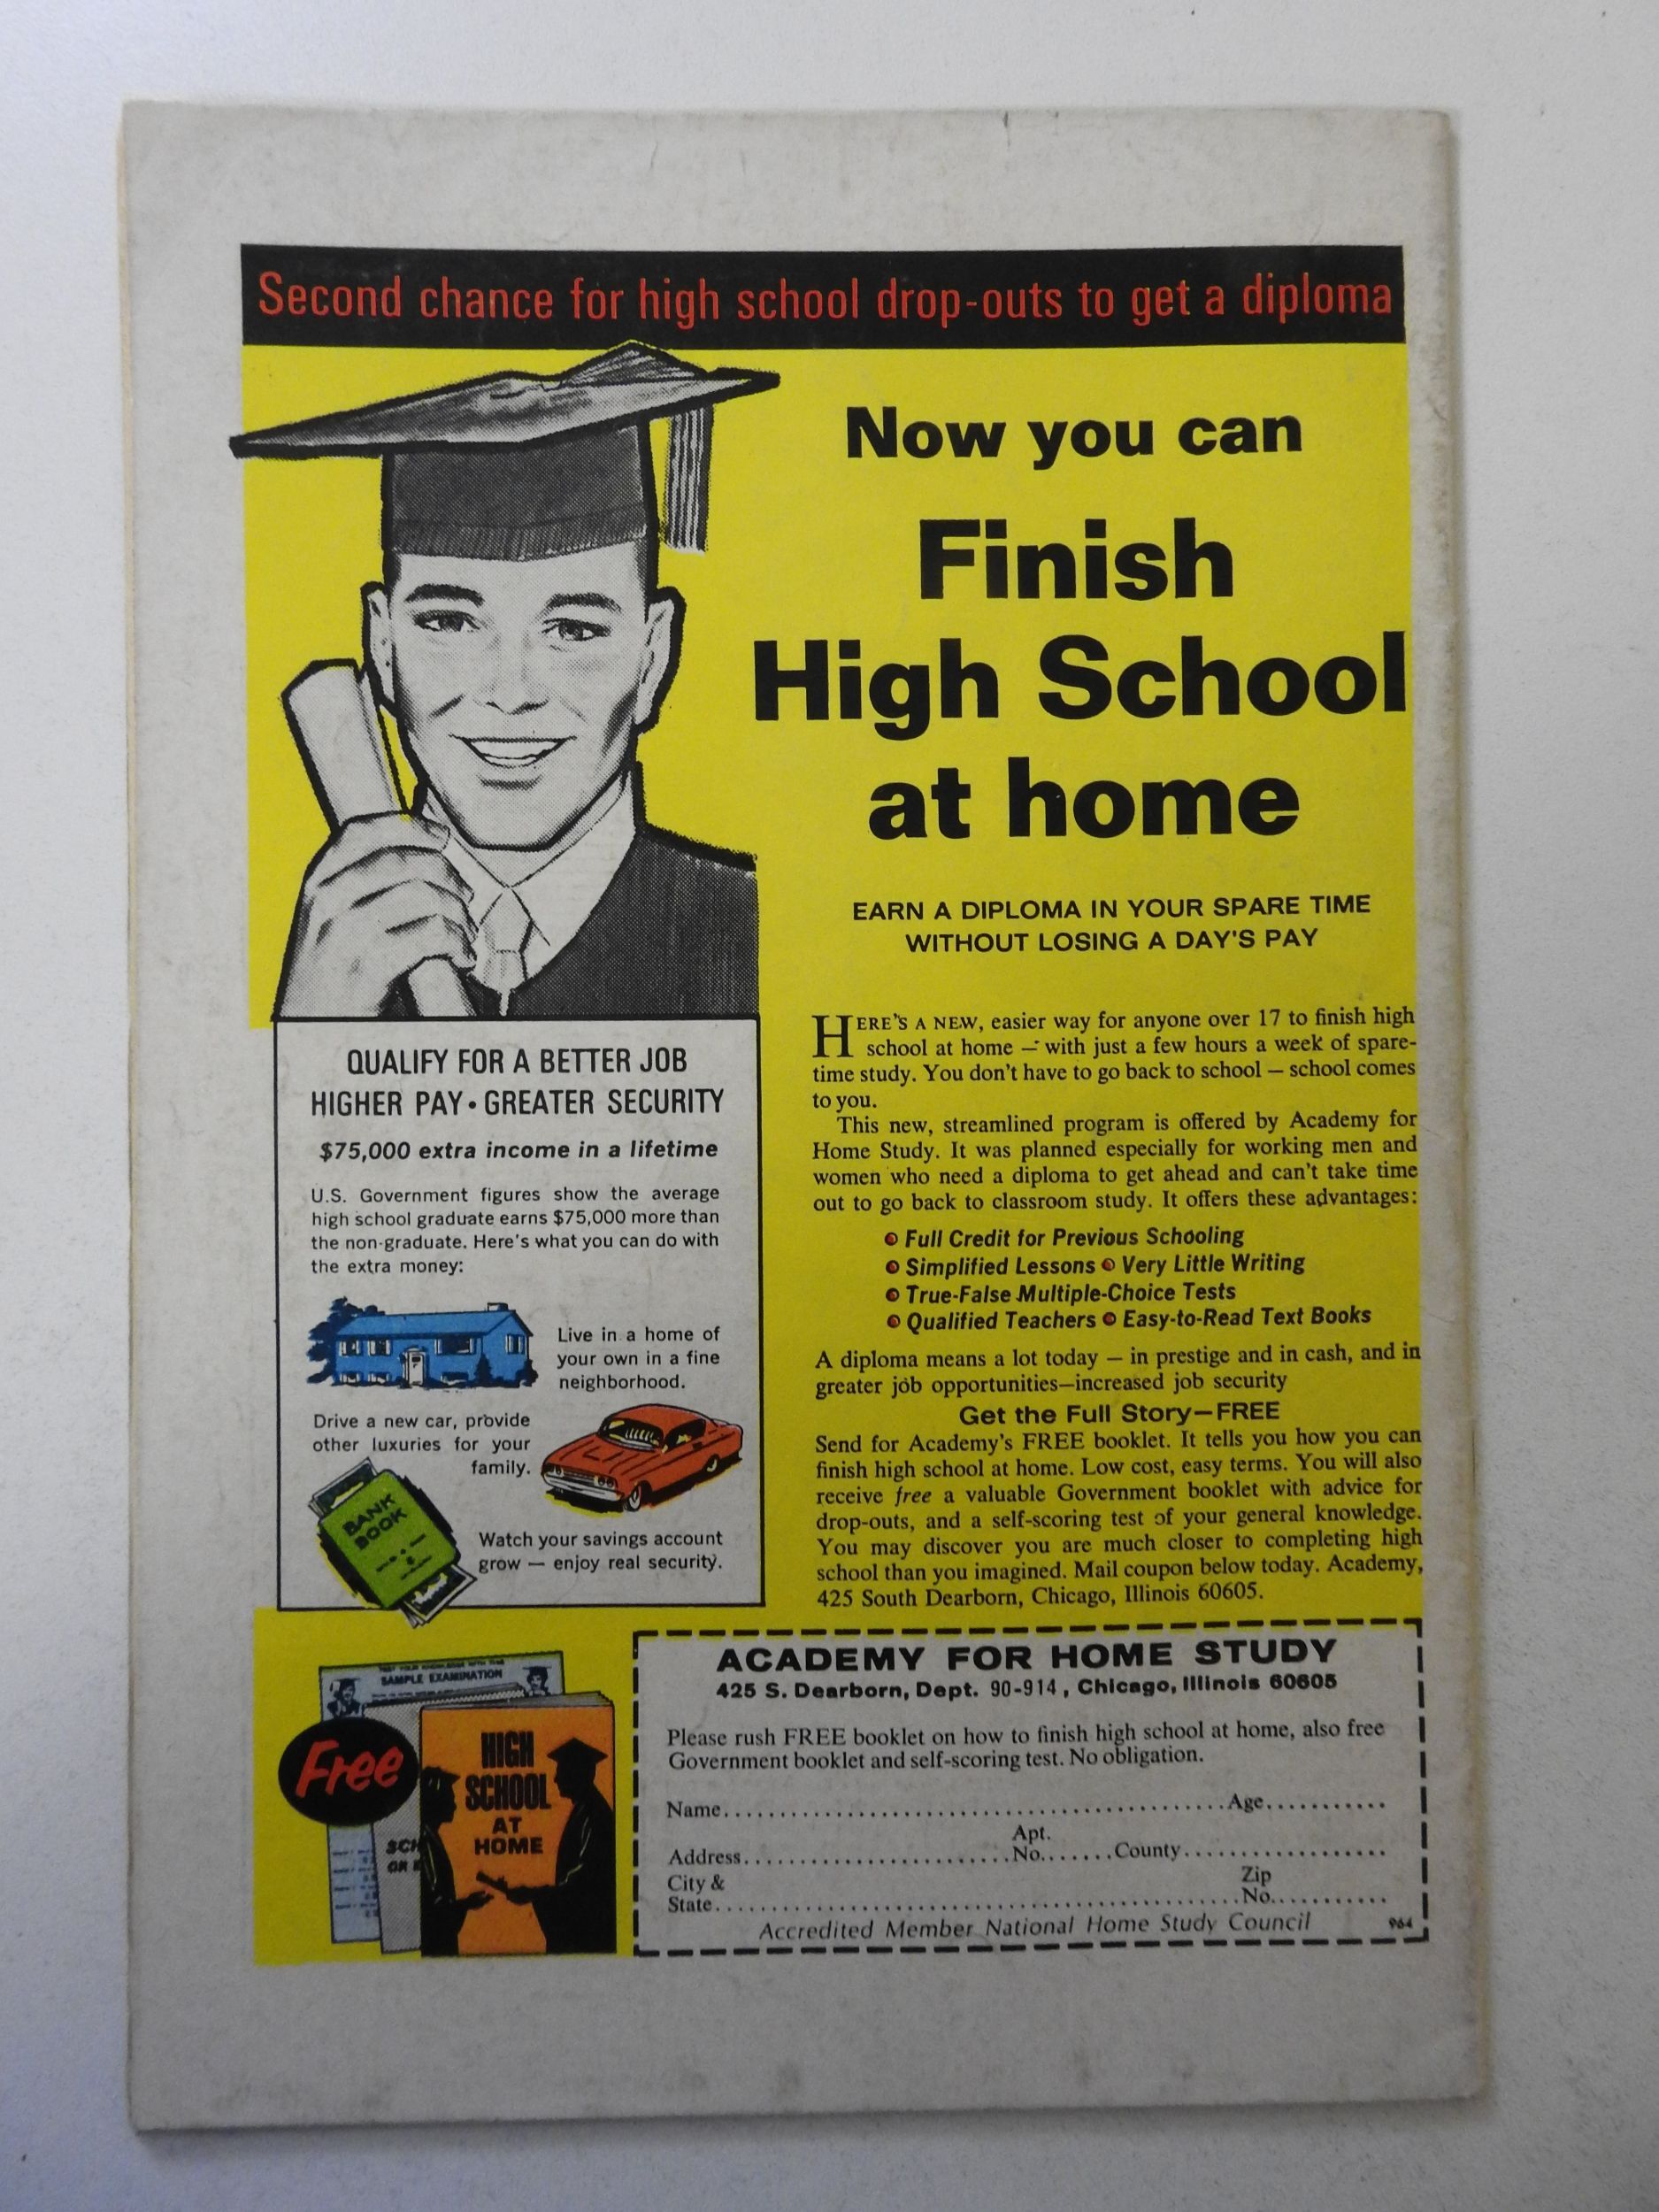 Second chance for high school drop-outs to get a diploma
Now you can
Finish
High School
at home
EARN A DIPLOMA IN YOUR SPARE TIME
WITHOUT LOSING A DAY'S PAY
HERE'S A NEW, easier way for anyone over 17 to finish high
school at home — with just a few hours a week of spare-
time study. You don't have to go back to school — school comes
to you.
This new, streamlined program is offered by Academy for
Home Study. It was planned especially for working men and
women who need a diploma to get ahead and can't take time
out to go back to classroom study. It offers these advantages:
Full Credit for Previous Schooling
Simplified Lessons Very Little Writing
True-False Multiple-Choice Tests
Qualified Teachers Easy-to-Read Text Books
A diploma means a lot today — in prestige and in cash, and in
greater job opportunities—increased job security
Get the Full Story—FREE
Send for Academy's FREE booklet. It tells you how you can
finish high school at home. Low cost, easy terms. You will also
receive free a valuable Government booklet with advice for
drop-outs, and a self-scoring test of your general knowledge.
You may discover you are much closer to completing high
school than you imagined. Mail coupon below today. Academy,
425 South Dearborn, Chicago, Illinois 60605.
QUALIFY FOR A BETTER JOB
HIGHER PAY • GREATER SECURITY
$75,000 extra income in a lifetime
U.S. Government figures show the average
high school graduate earns $75,000 more than
the non-graduate. Here's what you can do with
the extra money:
Live in a home of
your own in a fine
neighborhood.
Drive a new car, provide
other luxuries for your
family.
BANK
BOOK
Watch your savings account
grow — enjoy real security.
TEST YOUR KNOWLEDGE WITH THIS
SAMPLE EXAMINATION
Free
HIGH
SCHOOL
AT
HOME
SCH
OR
ACADEMY FOR HOME STUDY
425 S. Dearborn, Dept. 90-914, Chicago, Illinois 60605
Please rush FREE booklet on how to finish high school at home, also free
Government booklet and self-scoring test. No obligation.
Name.............................................Age...........
Apt.
Address........................No.......County...................
City & Zip
State................................................No...........
Accredited Member National Home Study Council 964